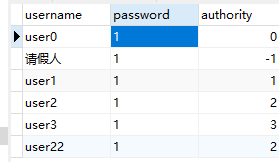 username password authority
user0 1 0
请假人 1 -1
user1 1 1
user2 1 2
user3 1 3
user22 1 2